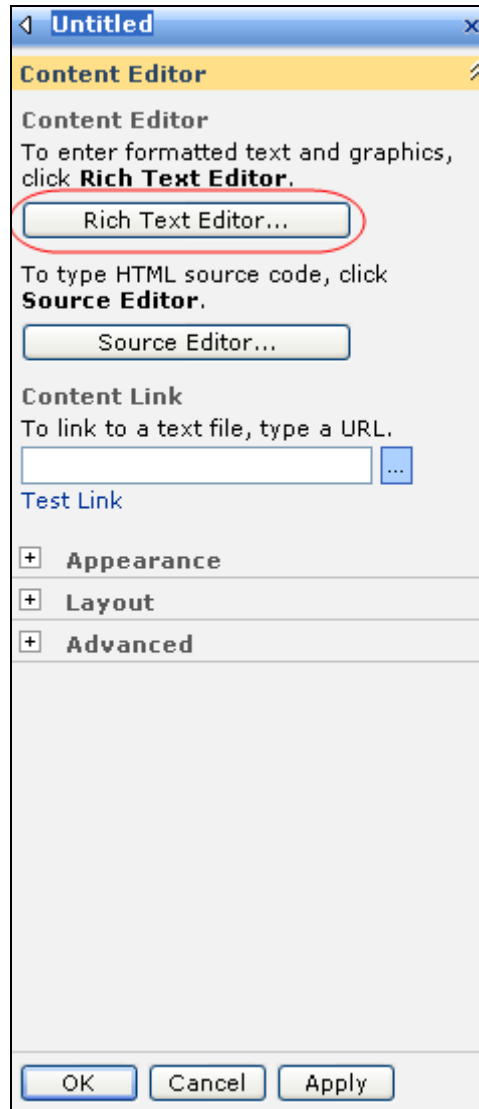 Untitled
Content Editor
Content Editor
To enter formatted text and graphics,
click Rich Text Editor.
Rich Text Editor...
To type HTML source code, click
Source Editor.
Source Editor...
Content Link
To link to a text file, type a URL.
...
Test Link
Appearance
Layout
Advanced
OK Cancel Apply